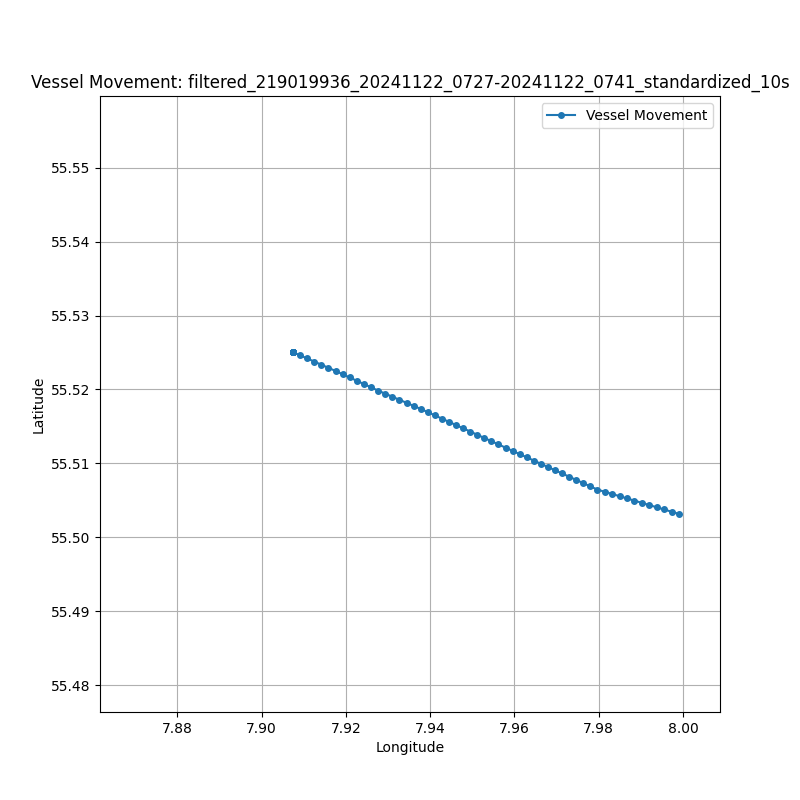 Vessel Movement: filtered_219019936_20241122_0727-20241122_0741_standardized_10s
Vessel Movement
55.55
55.54
55.53
55.52
55.51
55.50
55.49
55.48
Latitude
7.88 7.90 7.92 7.94 7.96 7.98 8.00
Longitude